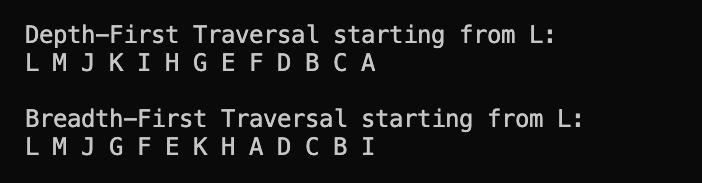 Depth-First Traversal starting from L:
L M J K I H G E F D B C A
Breadth-First Traversal starting from L:
L M J G F E K H A D C B I